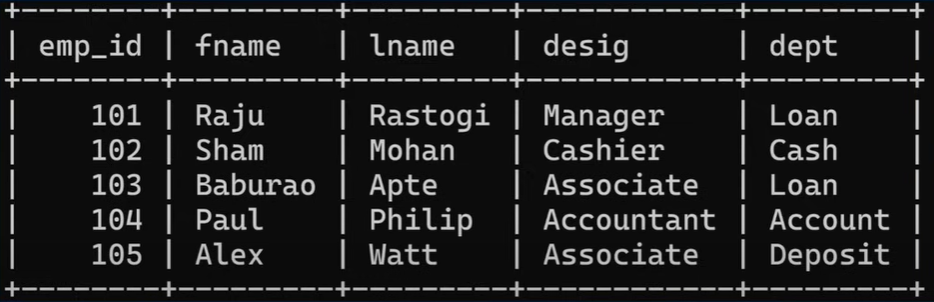 +--------+---------+---------+------------+---------+
| emp_id | fname   | lname   | desig      | dept    |
+--------+---------+---------+------------+---------+
|    101 | Raju    | Rastogi | Manager    | Loan    |
|    102 | Sham    | Mohan   | Cashier    | Cash    |
|    103 | Baburao | Apte    | Associate  | Loan    |
|    104 | Paul    | Philip  | Accountant | Account |
|    105 | Alex    | Watt    | Associate  | Deposit |
+--------+---------+---------+------------+---------+